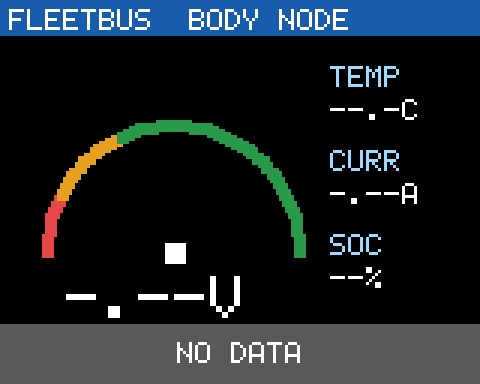 FLEETBUS BODY NODE
TEMP
--.-C
CURR
-.--A
SOC
--%
-.--V
NO DATA